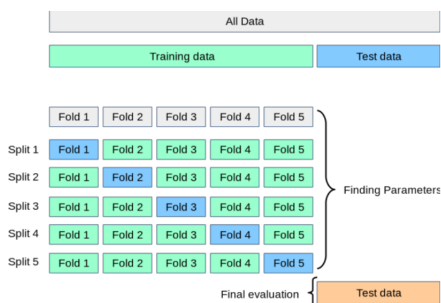 All Data
Training data Test data
Fold 1 Fold 2 Fold 3 Fold 4 Fold 5
Split 1 Fold 1 Fold 2 Fold 3 Fold 4 Fold 5
Split 2 Fold 1 Fold 2 Fold 3 Fold 4 Fold 5
Finding Parameters
Split 3 Fold 1 Fold 2 Fold 3 Fold 4 Fold 5
Split 4 Fold 1 Fold 2 Fold 3 Fold 4 Fold 5
Split 5 Fold 1 Fold 2 Fold 3 Fold 4 Fold 5
Final evaluation Test data